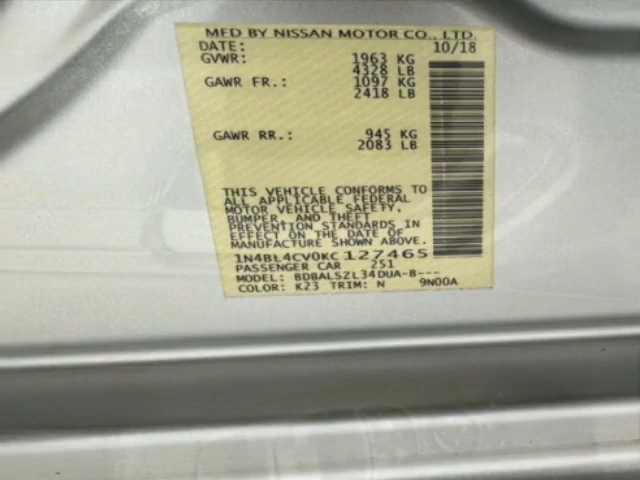 MFD BY NISSAN MOTOR CO., LTD.
DATE: 10/18
GVWR: 1963 KG
4328 LB
GAWR FR.: 1097 KG
2418 LB
GAWR RR.: 945 KG
2083 LB
THIS VEHICLE CONFORMS TO
ALL APPLICABLE FEDERAL
MOTOR VEHICLE SAFETY,
BUMPER, AND THEFT
PREVENTION STANDARDS IN
EFFECT ON THE DATE OF
MANUFACTURE SHOWN ABOVE.
1N4BL4CV0KC127465
PASSENGER CAR 251
MODEL: BDBALSZL34DUA-B---
COLOR: K23 TRIM: N 9N00A